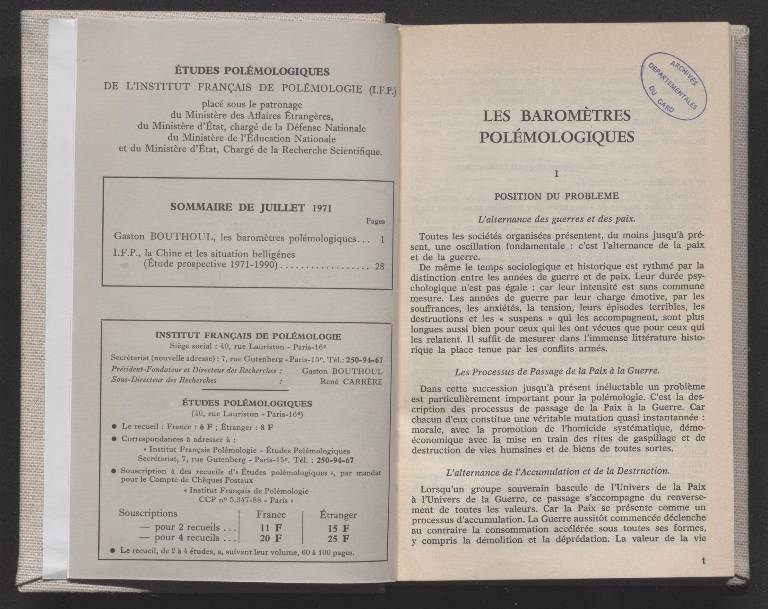 ÉTUDES POLÉMOLOGIQUES
DE L'INSTITUT FRANÇAIS DE POLÉMOLOGIE (I.F.P.)
placé sous le patronage
du Ministère des Affaires Étrangères,
du Ministère d'État, chargé de la Défense Nationale
du Ministère de l'Éducation Nationale
et du Ministère d'État, Chargé de la Recherche Scientifique.
SOMMAIRE DE JUILLET 1971
Pages
Gaston BOUTHOUL, les baromètres polémologiques... 1
I.F.P., la Chine et les situation belligènes
(Étude prospective 1971-1990) .................. 28
INSTITUT FRANÇAIS DE POLÉMOLOGIE
Siège social : 40, rue Lauriston - Paris-16e
Secrétariat (nouvelle adresse) : 7, rue Gutenberg - Paris-15e. Tél. : 250-94-61
Président-Fondateur et Directeur des Recherches : Gaston BOUTHOUL
Sous-Directeur des Recherches : René CARRÈRE
ÉTUDES POLÉMOLOGIQUES
(40, rue Lauriston - Paris-16e)
● Le recueil : France : 6 F ; Étranger : 8 F
● Correspondances à adresser à :
« Institut Français Polémologie - Études Polémologiques
Secrétariat, 7, rue Gutenberg - Paris-15e. Tél. : 250-94-67
● Souscription à des recueils d'« Études polémologiques », par mandat
pour le Compte de Chèques Postaux
« Institut Français de Polémologie
CCP nº 5.347-88 - Paris »
Souscriptions France Étranger
— pour 2 recueils ... 11 F 15 F
— pour 4 recueils ... 20 F 25 F
● Le recueil, de 2 à 4 études, a, suivant leur volume, 60 à 100 pages.
ARCHIVES
DÉPARTEMENTALES
DU GARD
LES BAROMÈTRES
POLÉMOLOGIQUES
I
POSITION DU PROBLEME
L'alternance des guerres et des paix.
Toutes les sociétés organisées présentent, du moins jusqu'à pré-
sent, une oscillation fondamentale : c'est l'alternance de la paix
et de la guerre.
De même le temps sociologique et historique est rythmé par la
distinction entre les années de guerre et de paix. Leur durée psy-
chologique n'est pas égale : car leur intensité est sans commune
mesure. Les années de guerre par leur charge émotive, par les
souffrances, les anxiétés, la tension, leurs épisodes terribles, les
destructions et les « suspens » qui les accompagnent, sont plus
longues aussi bien pour ceux qui les ont vécues que pour ceux qui
les relatent. Il suffit de mesurer dans l'immense littérature histo-
rique la place tenue par les conflits armés.
Les Processus de Passage de la Paix à la Guerre.
Dans cette succession jusqu'à présent inéluctable un problème
est particulièrement important pour la polémologie. C'est la des-
cription des processus de passage de la Paix à la Guerre. Car
chacun d'eux constitue une véritable mutation quasi instantannée :
morale, avec la promotion de l'homicide systématique, démo-
économique avec la mise en train des rites de gaspillage et de
destruction de vies humaines et de biens de toutes sortes.
L'alternance de l'Accumulation et de la Destruction.
Lorsqu'un groupe souverain bascule de l'Univers de la Paix
à l'Univers de la Guerre, ce passage s'accompagne du renverse-
ment de toutes les valeurs. Car la Paix se présente comme un
processus d'accumulation. La Guerre aussitôt commencée déclenche
au contraire la consommation accélérée sous toutes ses formes,
y compris la démolition et la déprédation. La valeur de la vie
1